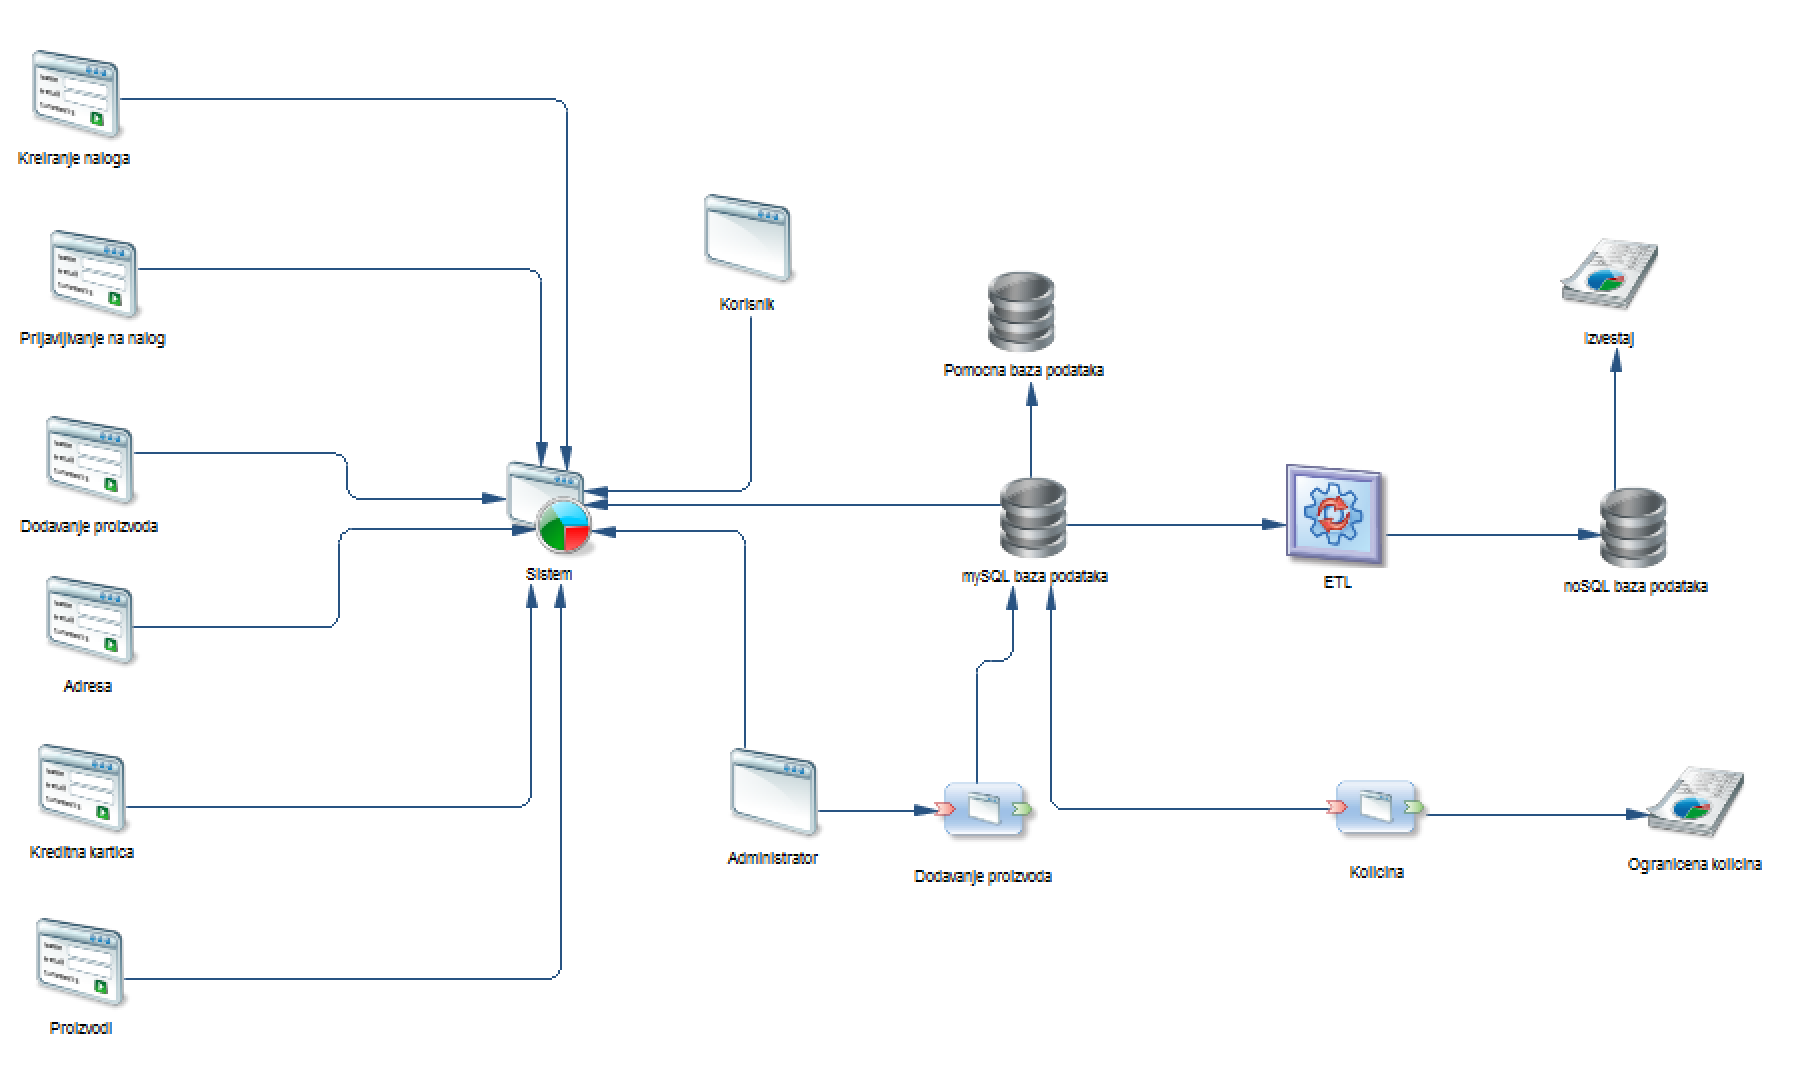 Kreiranje naloga
Prijavljivanje na nalog
Dodavanje proizvoda
Adresa
Kreditna kartica
Proizvodi
Sistem
Korisnik
Administrator
Pomocna baza podataka
mySQL baza podataka
Dodavanje proizvoda
ETL
Kolicina
Izvestaj
noSQL baza podataka
Ogranicena kolicina